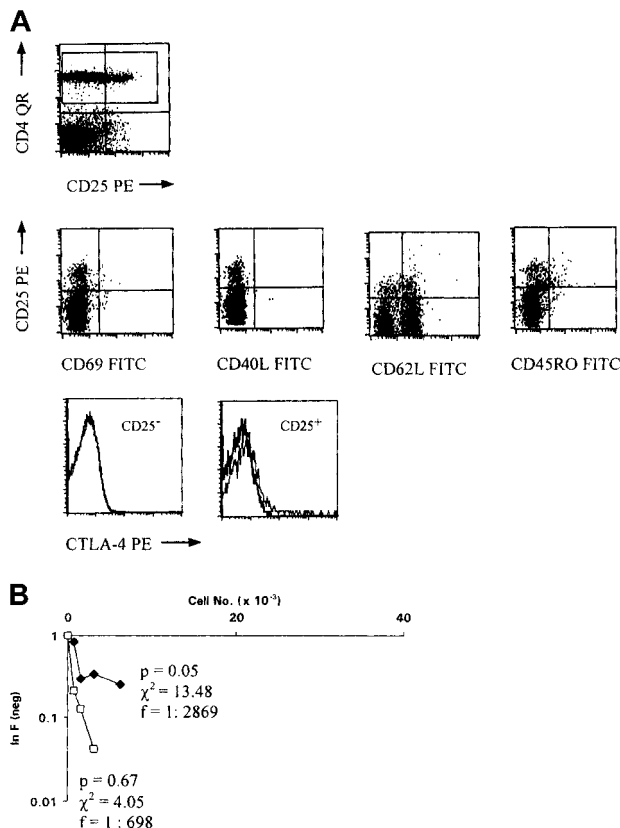 A
CD4 QR
CD25 PE
CD25 PE
CD69 FITC
CD40L FITC
CD62L FITC
CD45RO FITC
CD25⁻
CD25⁺
CTLA-4 PE
B
Cell No. (x 10⁻³)
0
20
40
1
0.1
0.01
ln F (neg)
p = 0.05
χ² = 13.48
f = 1: 2869
p = 0.67
χ² = 4.05
f = 1 : 698